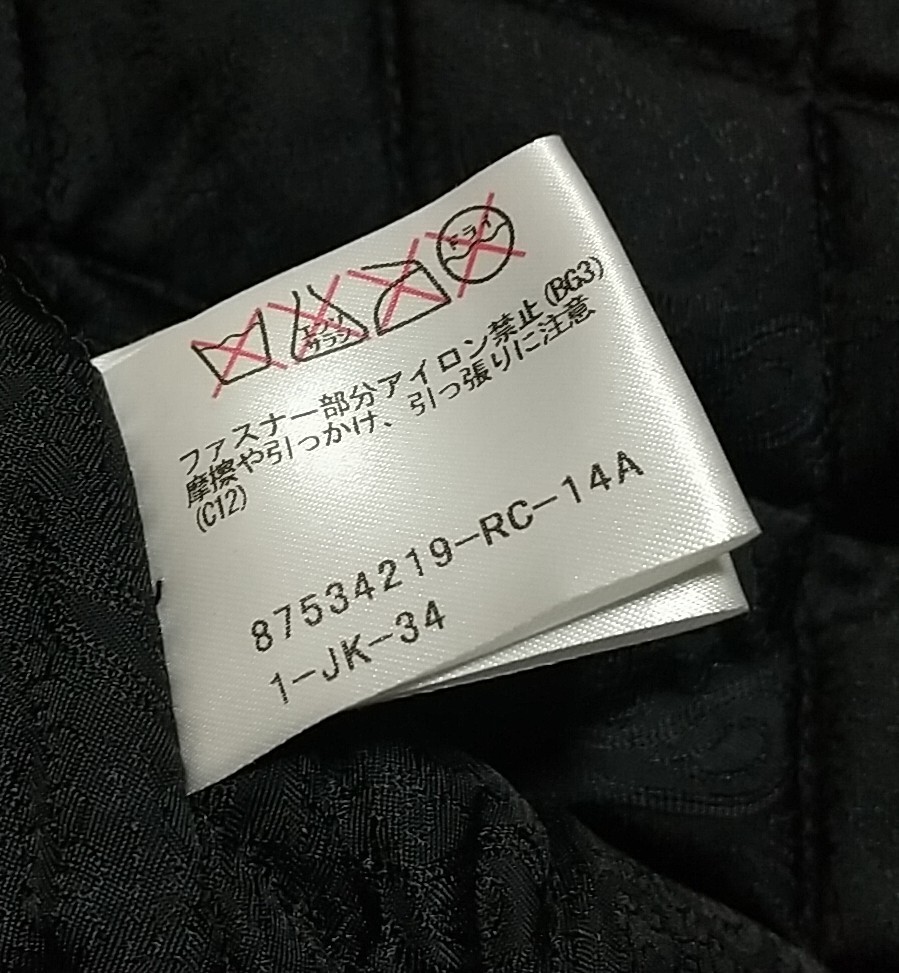 エンソ
サラシ
ドライ
ファスナー部分アイロン禁止(BG3)
摩擦や引っかけ、引っ張りに注意
(C12)
87534219-RC-14A
1-JK-34